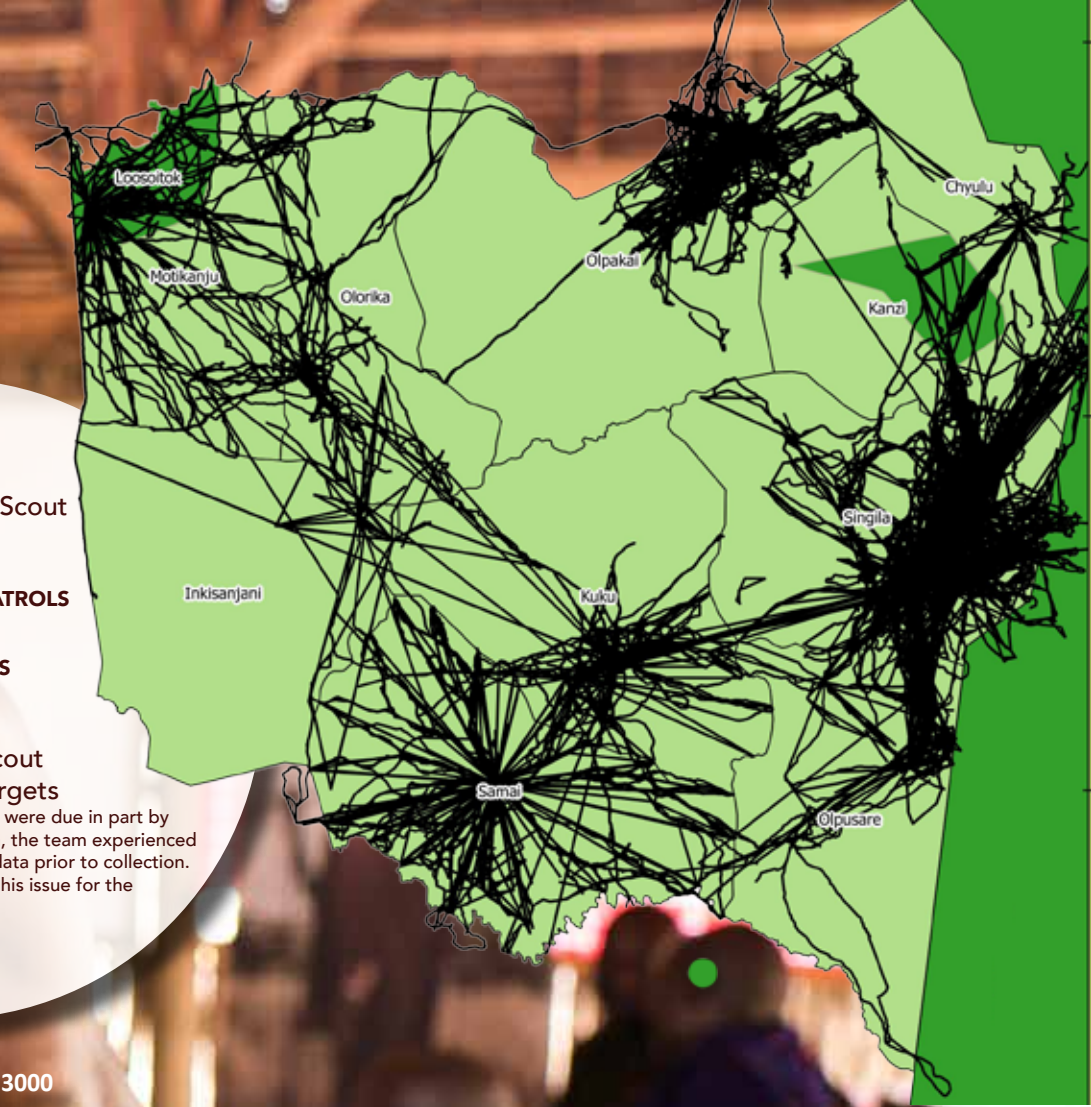 Loosoitok
Chyulu
Motikanju
Olpakai
Olorika
Kanzi
Scout
Singila
ATROLS
Inkisanjani
Kuku
S
cout
rgets
Samai
were due in part by
Olpusare
, the team experienced
data prior to collection.
his issue for the
3000